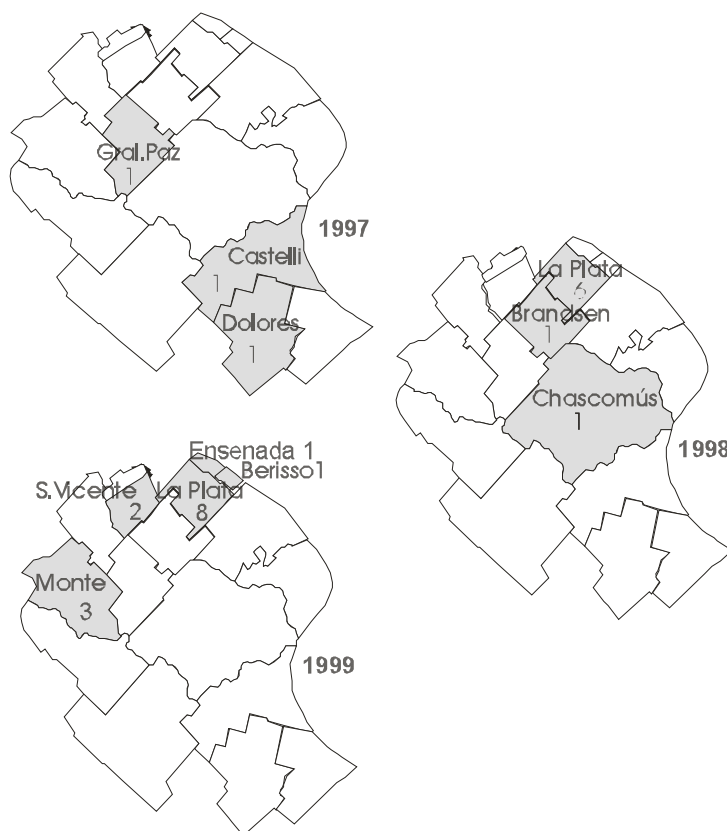 Gral.Paz
1
1997
Castelli
1
Dolores
1
La Plata
6
Brandsen
1
Chascomús
1
1998
Ensenada 1
Berisso1
S.Vicente
2
La Plata
8
Monte
3
1999